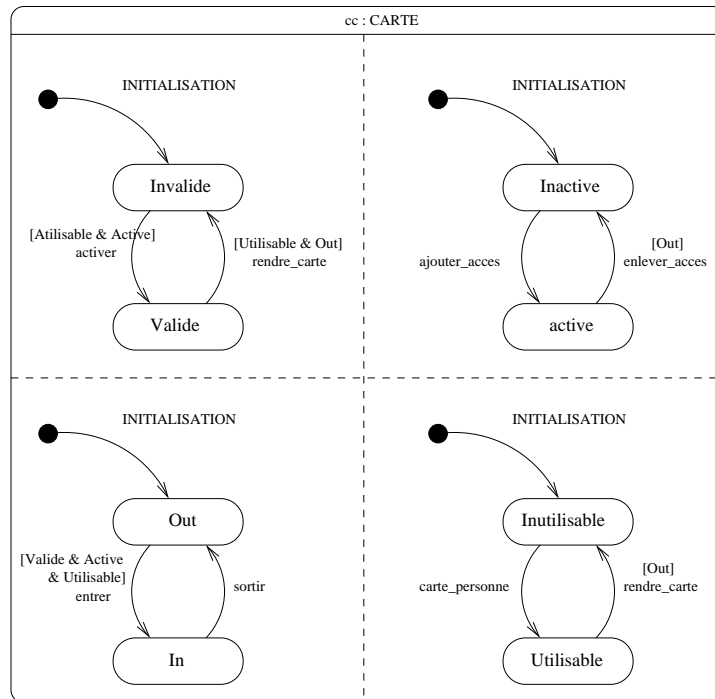 cc : CARTE
INITIALISATION
Invalide
[Atilisable & Active]
activer
[Utilisable & Out]
rendre_carte
Valide
INITIALISATION
Inactive
ajouter_acces
[Out]
enlever_acces
active
INITIALISATION
Out
[Valide & Active
& Utilisable]
entrer
sortir
In
INITIALISATION
Inutilisable
carte_personne
[Out]
rendre_carte
Utilisable